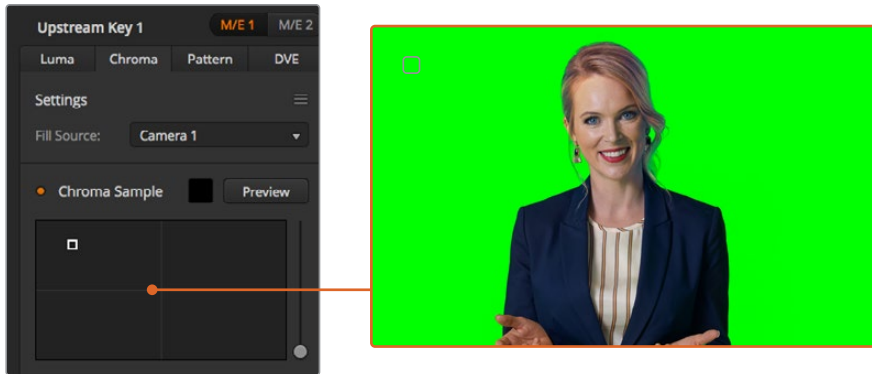 Upstream Key 1 M/E 1 M/E 2
Luma Chroma Pattern DVE
Settings
Fill Source: Camera 1
Chroma Sample Preview